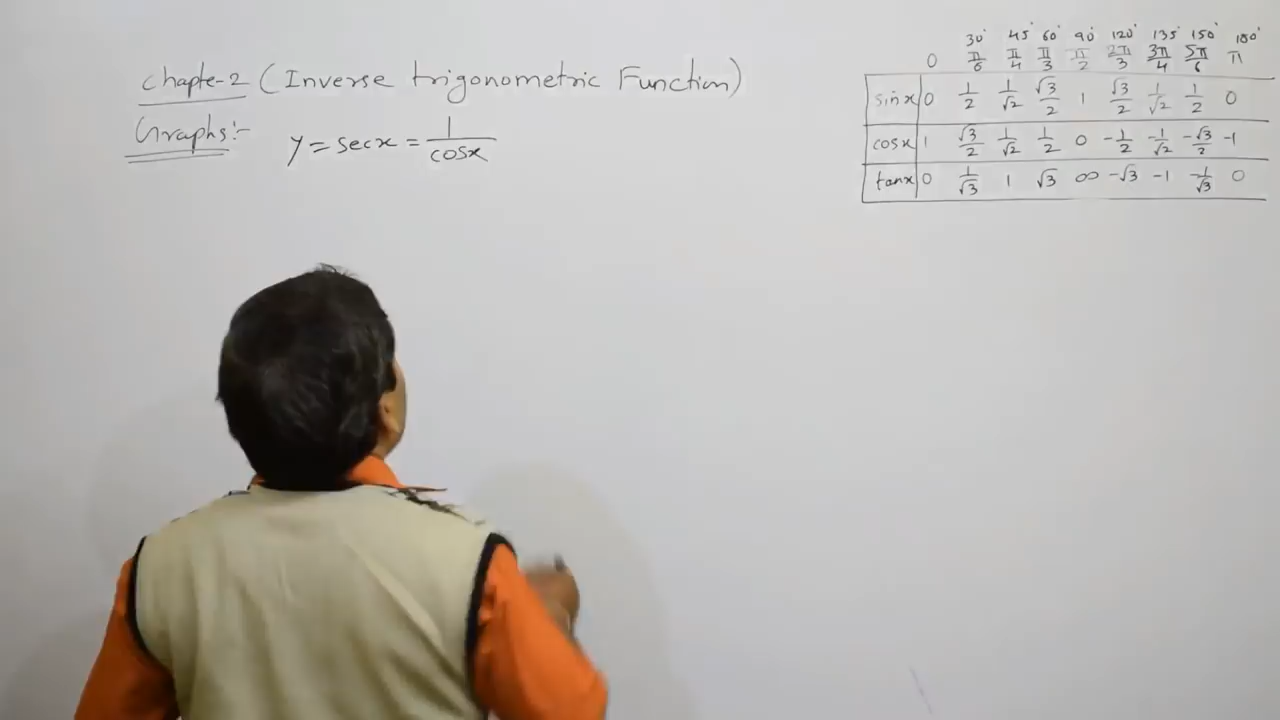 Chapte-2 (Inverse trigonometric Function)
Graphs:-
y = secx = 1/cosx
30° 45° 60° 90° 120° 135° 150° 180°
0 π/6 π/4 π/3 π/2 2π/3 3π/4 5π/6 π
sinx 0 1/2 1/√2 √3/2 1 √3/2 1/√2 1/2 0
cosx 1 √3/2 1/√2 1/2 0 -1/2 -1/√2 -√3/2 -1
tanx 0 1/√3 1 √3 ∞ -√3 -1 -1/√3 0